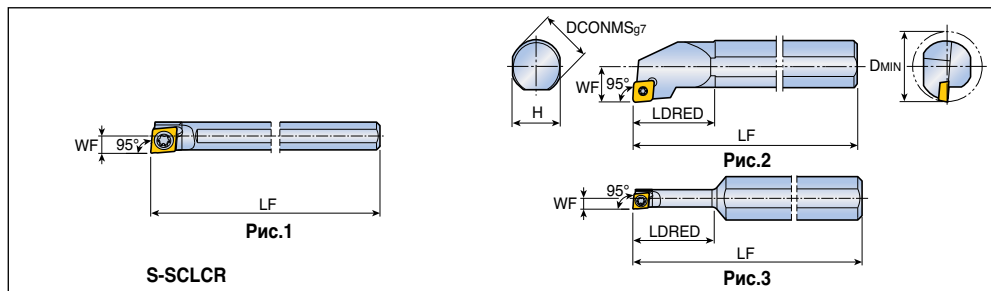 WF
95°
LF
Рис.1
S-SCLCR
DCONMSg7
H
WF
95°
LDRED
LF
DMIN
Рис.2
95°
WF
LDRED
LF
Рис.3